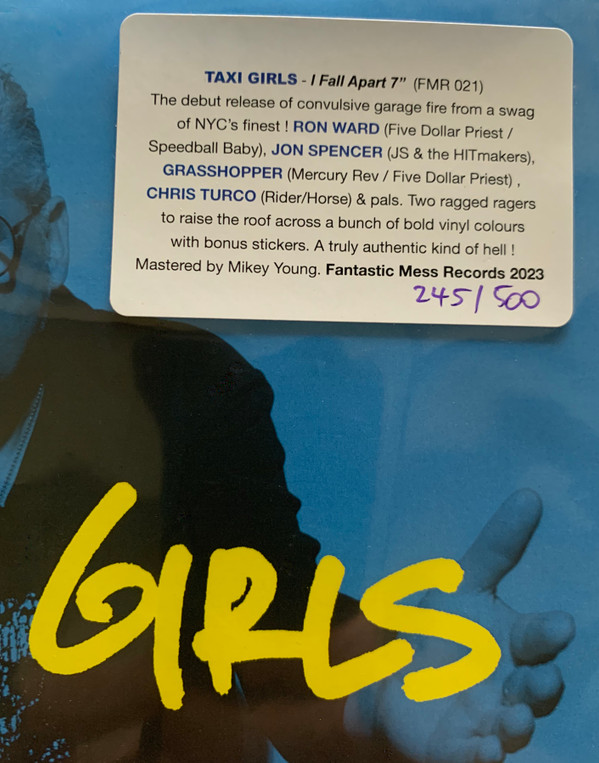 TAXI GIRLS - I Fall Apart 7” (FMR 021)
The debut release of convulsive garage fire from a swag
of NYC’s finest ! RON WARD (Five Dollar Priest /
Speedball Baby), JON SPENCER (JS & the HITmakers),
GRASSHOPPER (Mercury Rev / Five Dollar Priest) ,
CHRIS TURCO (Rider/Horse) & pals. Two ragged ragers
to raise the roof across a bunch of bold vinyl colours
with bonus stickers. A truly authentic kind of hell !
Mastered by Mikey Young. Fantastic Mess Records 2023
245/500
GIRLS